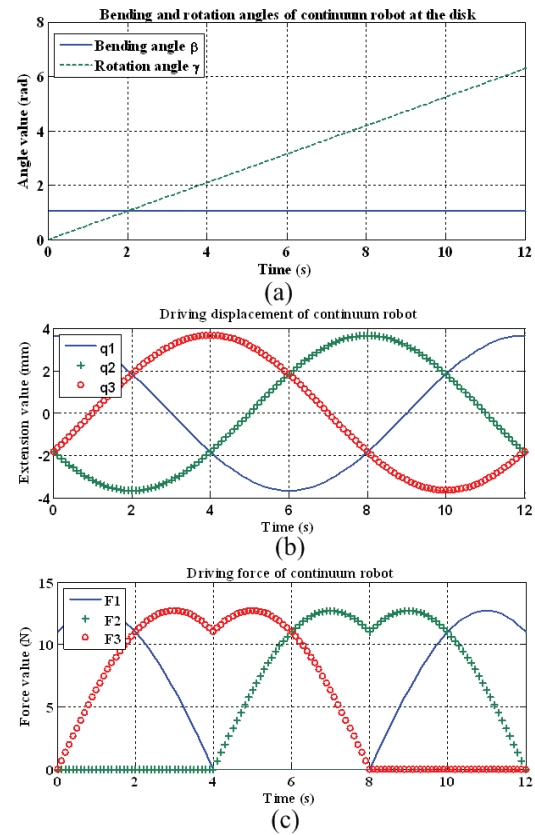 Bending and rotation angles of continuum robot at the disk
8
6
4
2
0
Angle value (rad)
Bending angle β
Rotation angle γ
0 2 4 6 8 10 12
Time (s)
(a)
Driving displacement of continuum robot
4
2
0
-2
-4
Extension value (mm)
q1
q2
q3
0 2 4 6 8 10 12
Time (s)
(b)
Driving force of continuum robot
15
10
5
0
Force value (N)
F1
F2
F3
0 2 4 6 8 10 12
Time (s)
(c)